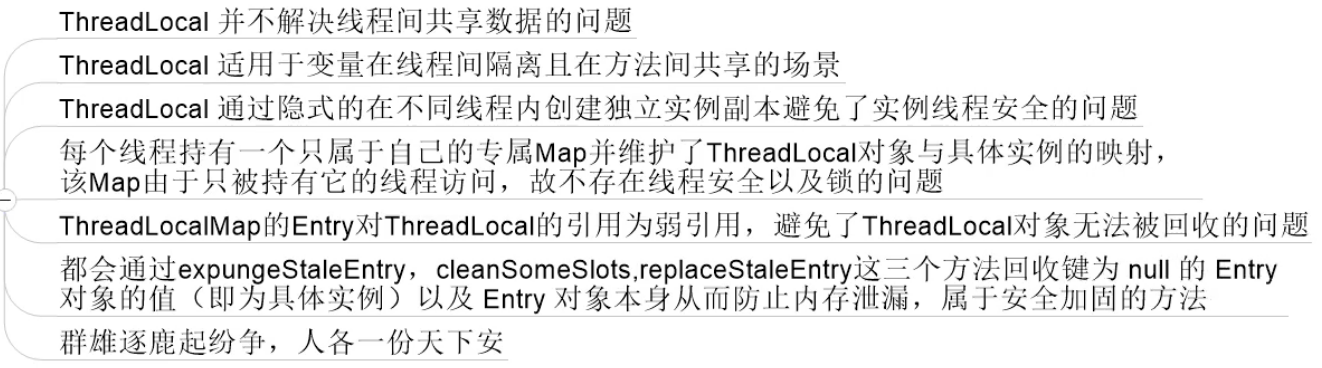 ThreadLocal 并不解决线程间共享数据的问题
ThreadLocal 适用于变量在线程间隔离且在方法间共享的场景
ThreadLocal 通过隐式的在不同线程内创建独立实例副本避免了实例线程安全的问题
每个线程持有一个只属于自己的专属Map并维护了ThreadLocal对象与具体实例的映射，
该Map由于只被持有它的线程访问，故不存在线程安全以及锁的问题
ThreadLocalMap的Entry对ThreadLocal的引用为弱引用，避免了ThreadLocal对象无法被回收的问题
都会通过expungeStaleEntry，cleanSomeSlots,replaceStaleEntry这三个方法回收键为 null 的 Entry
对象的值（即为具体实例）以及 Entry 对象本身从而防止内存泄漏，属于安全加固的方法
群雄逐鹿起纷争，人各一份天下安